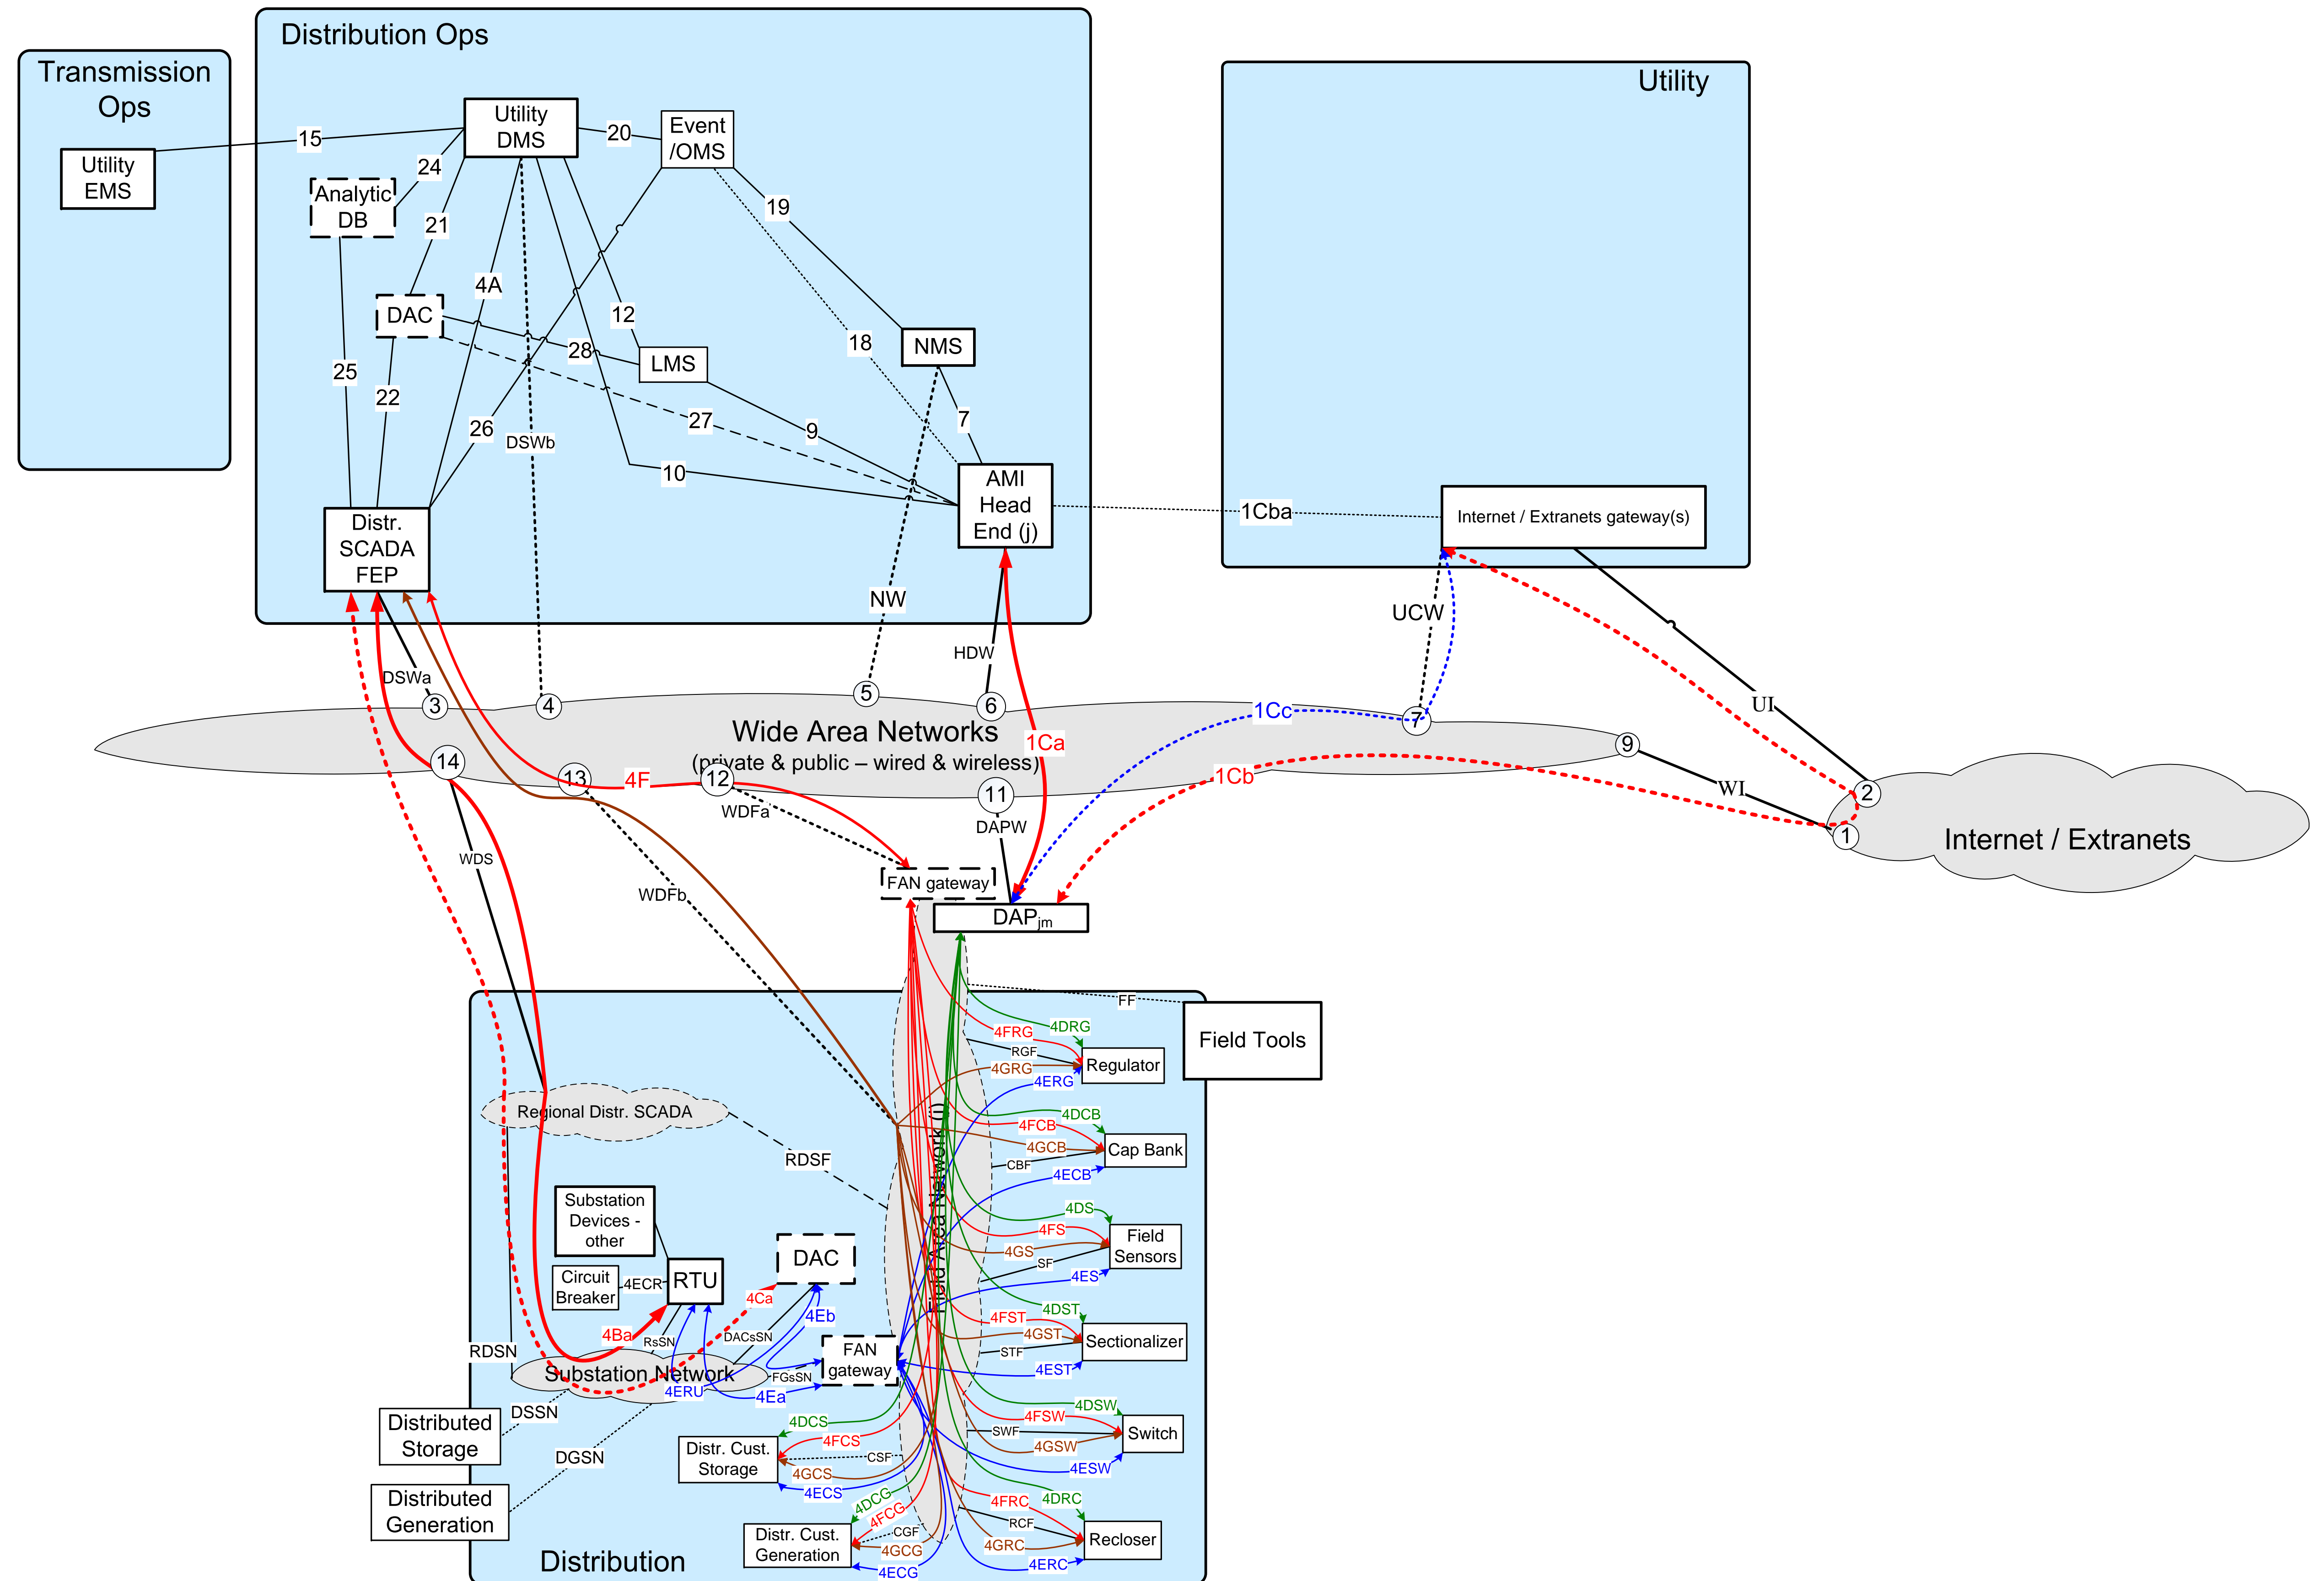 Distribution Ops
Transmission
Ops
Utility
Utility
DMS
Event
/OMS
20
15
Utility
EMS
24
Analytic
DB
21
19
4A
DAC
12
18
NMS
28
LMS
25
22
27
7
26
9
DSWb
10
AMI
Head
End (j)
1Cba
Internet / Extranets gateway(s)
Distr.
SCADA
FEP
NW
UCW
HDW
DSWa
3
4
5
6
7
1Cc
UI
Wide Area Networks
(private & public – wired & wireless)
1Ca
9
14
13
4F
12
11
1Cb
WI
2
1
Internet / Extranets
WDFa
DAPW
WDS
WDFb
FAN gateway
DAPjm
FF
Field Tools
4FRG
4DRG
RGF
4GRG
Regulator
4ERG
Regional Distr. SCADA
4DCB
4FCB
4GCB
Cap Bank
CBF
4ECB
RDSF
Field Area Network (i)
Substation
Devices -
other
4DS
4FS
4GS
Field
Sensors
SF
4ES
DAC
Circuit
Breaker
4ECR
RTU
4Ca
4Eb
4DST
4FST
4GST
Sectionalizer
STF
4EST
4Ba
RsSN
DACsSN
RDSN
FAN
gateway
Substation Network
FGsSN
4ERU
4Ea
Distributed
Storage
DSSN
4DCS
4FCS
Distr. Cust.
Storage
CSF
4GCS
4ECS
4DSW
4FSW
SWF
Switch
4GSW
4ESW
DGSN
Distributed
Generation
4DCG
4FCG
CGF
Distr. Cust.
Generation
4GCG
4ECG
4FRC
4DRC
RCF
Recloser
4GRC
4ERC
Distribution